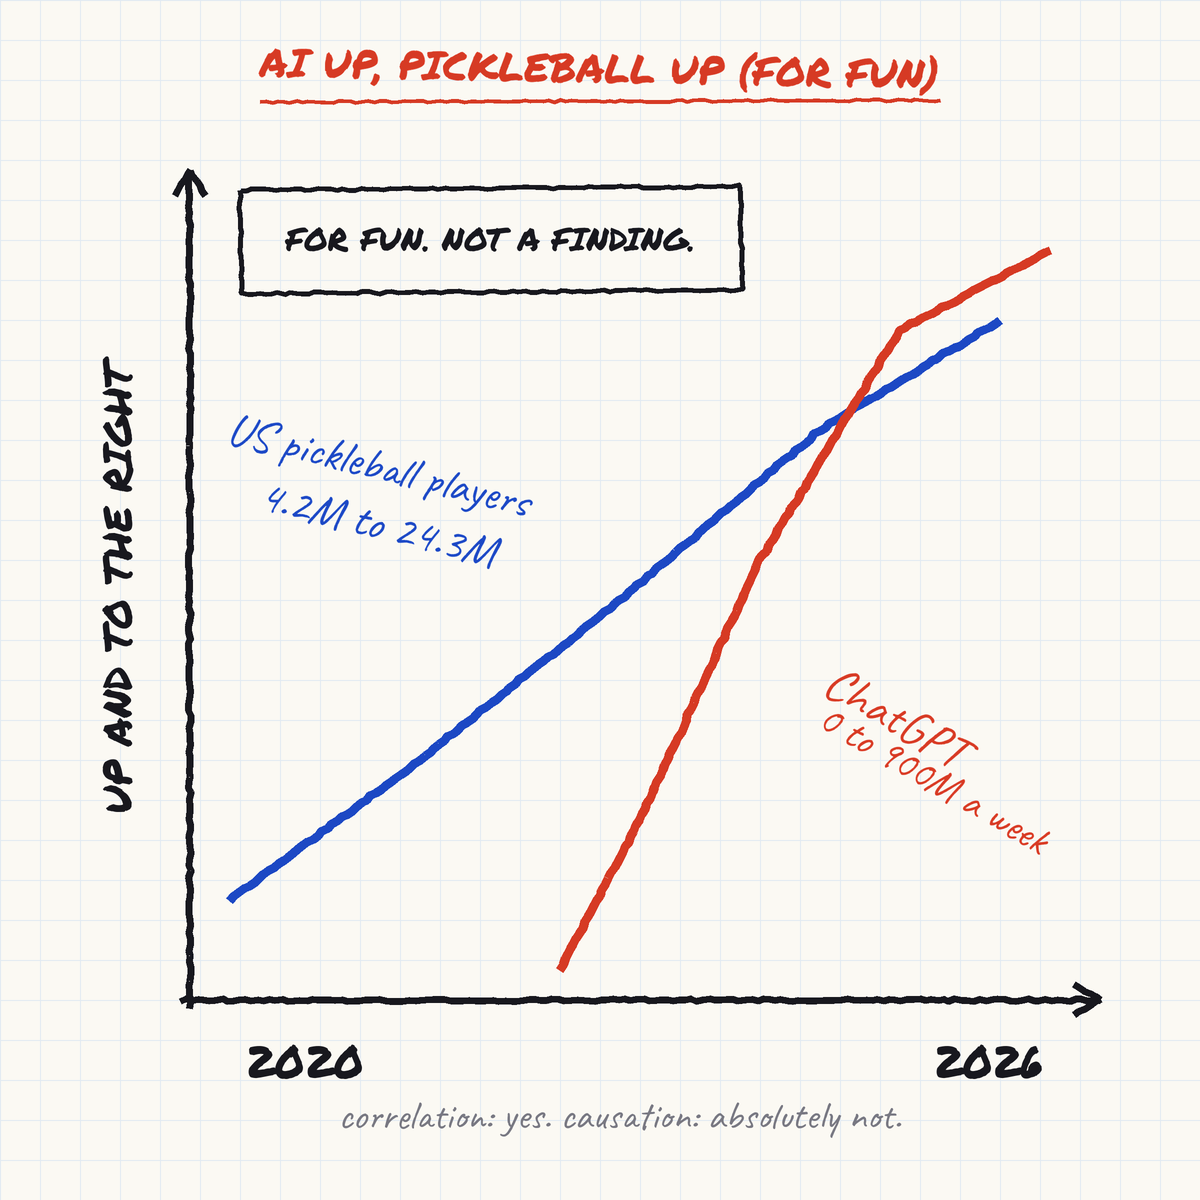 AI UP, PICKLEBALL UP (FOR FUN)
FOR FUN. NOT A FINDING.
UP AND TO THE RIGHT
US pickleball players
4.2M to 24.3M
ChatGPT
0 to 900M a week
2020
2026
correlation: yes. causation: absolutely not.